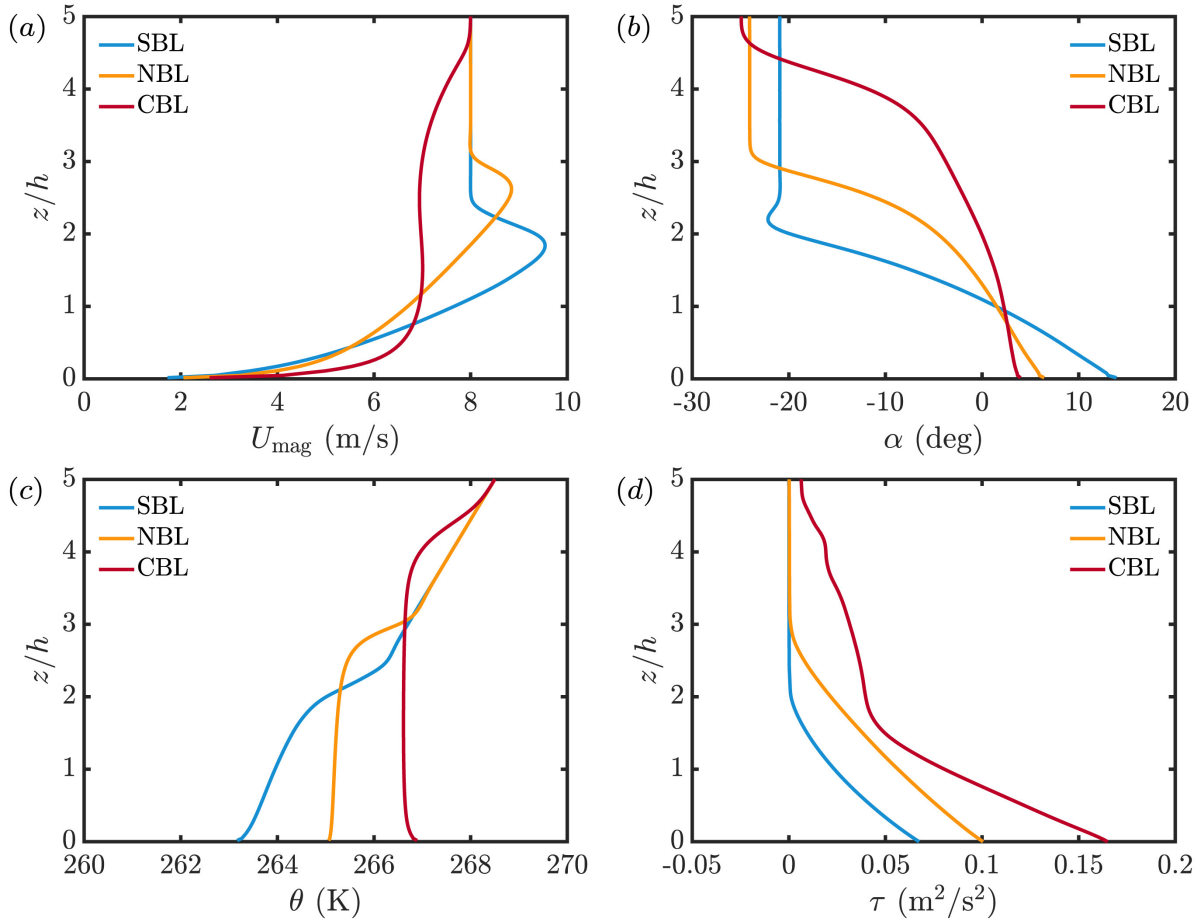 (a)
5
4
3
2
1
0
z/h
SBL
NBL
CBL
0 2 4 6 8 10
U_mag (m/s)
(b)
5
4
3
2
1
0
z/h
SBL
NBL
CBL
-30 -20 -10 0 10 20
α (deg)
(c)
5
4
3
2
1
0
z/h
SBL
NBL
CBL
260 262 264 266 268 270
θ (K)
(d)
5
4
3
2
1
0
z/h
SBL
NBL
CBL
-0.05 0 0.05 0.1 0.15 0.2
τ (m²/s²)